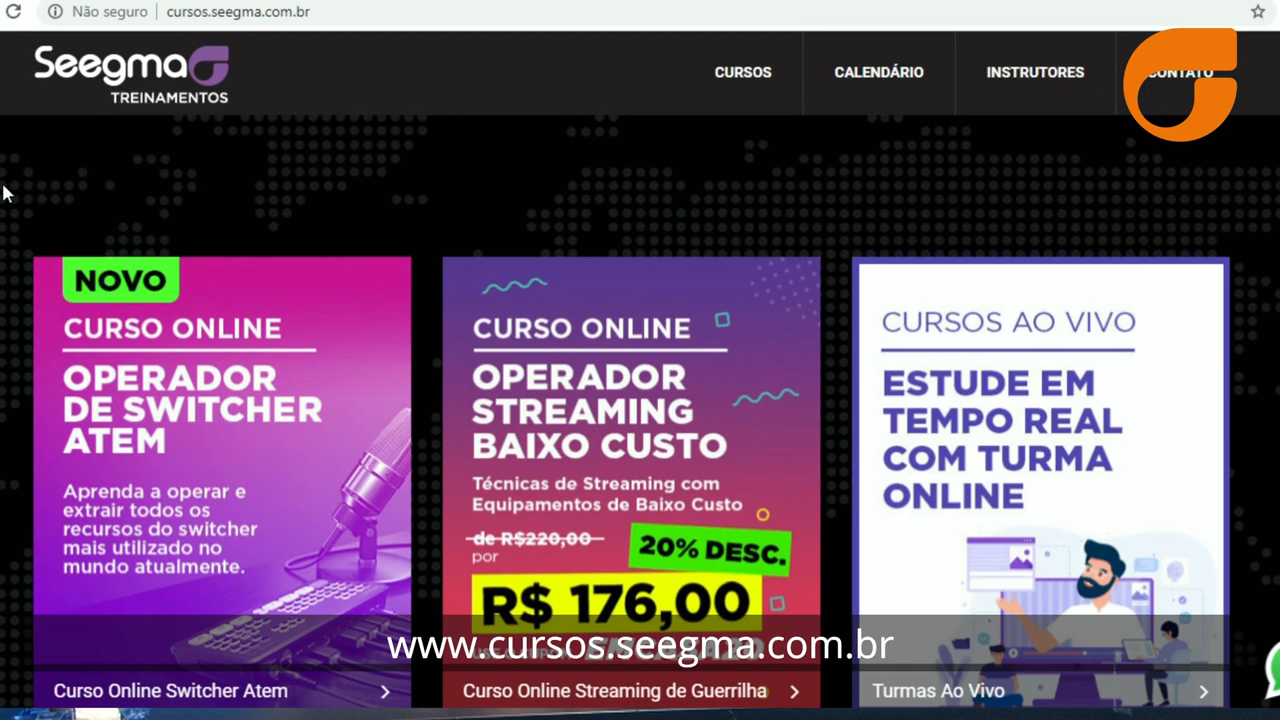 Não seguro | cursos.seegma.com.br
Seegma
TREINAMENTOS
CURSOS
CALENDÁRIO
INSTRUTORES
CONTATO
NOVO
CURSO ONLINE
OPERADOR
DE SWITCHER
ATEM
Aprenda a operar e
extrair todos os
recursos do switcher
mais utilizado no
mundo atualmente.
Curso Online Switcher Atem
CURSO ONLINE
OPERADOR
STREAMING
BAIXO CUSTO
Técnicas de Streaming com
Equipamentos de Baixo Custo
de R$220,00
por
20% DESC.
R$ 176,00
Curso Online Streaming de Guerrilha
CURSOS AO VIVO
ESTUDE EM
TEMPO REAL
COM TURMA
ONLINE
Turmas Ao Vivo
www.cursos.seegma.com.br